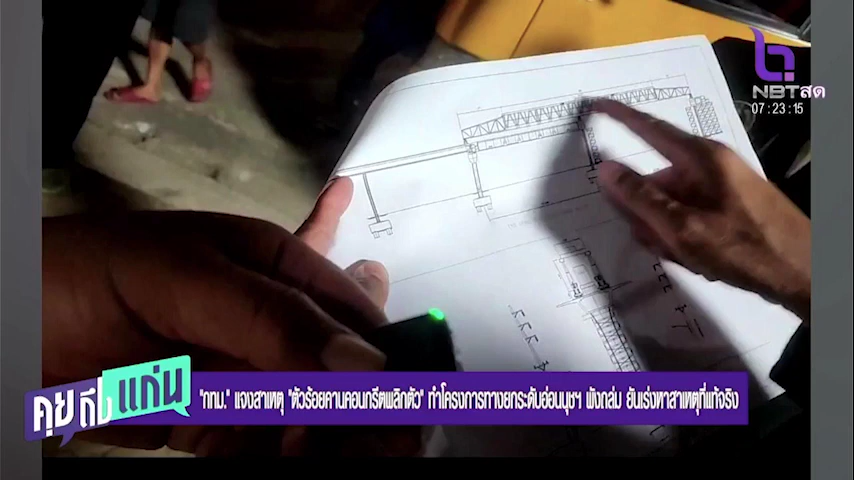 NBTสด
07:23:15
คุย ถึง แก่น
"กทม." แจงสาเหตุ "ตัวร้อยคานคอนกรีตพลิกตัว" ทำโครงการทางยกระดับอ่อนนุชฯ พังถล่ม ยันเร่งหาสาเหตุที่แท้จริง